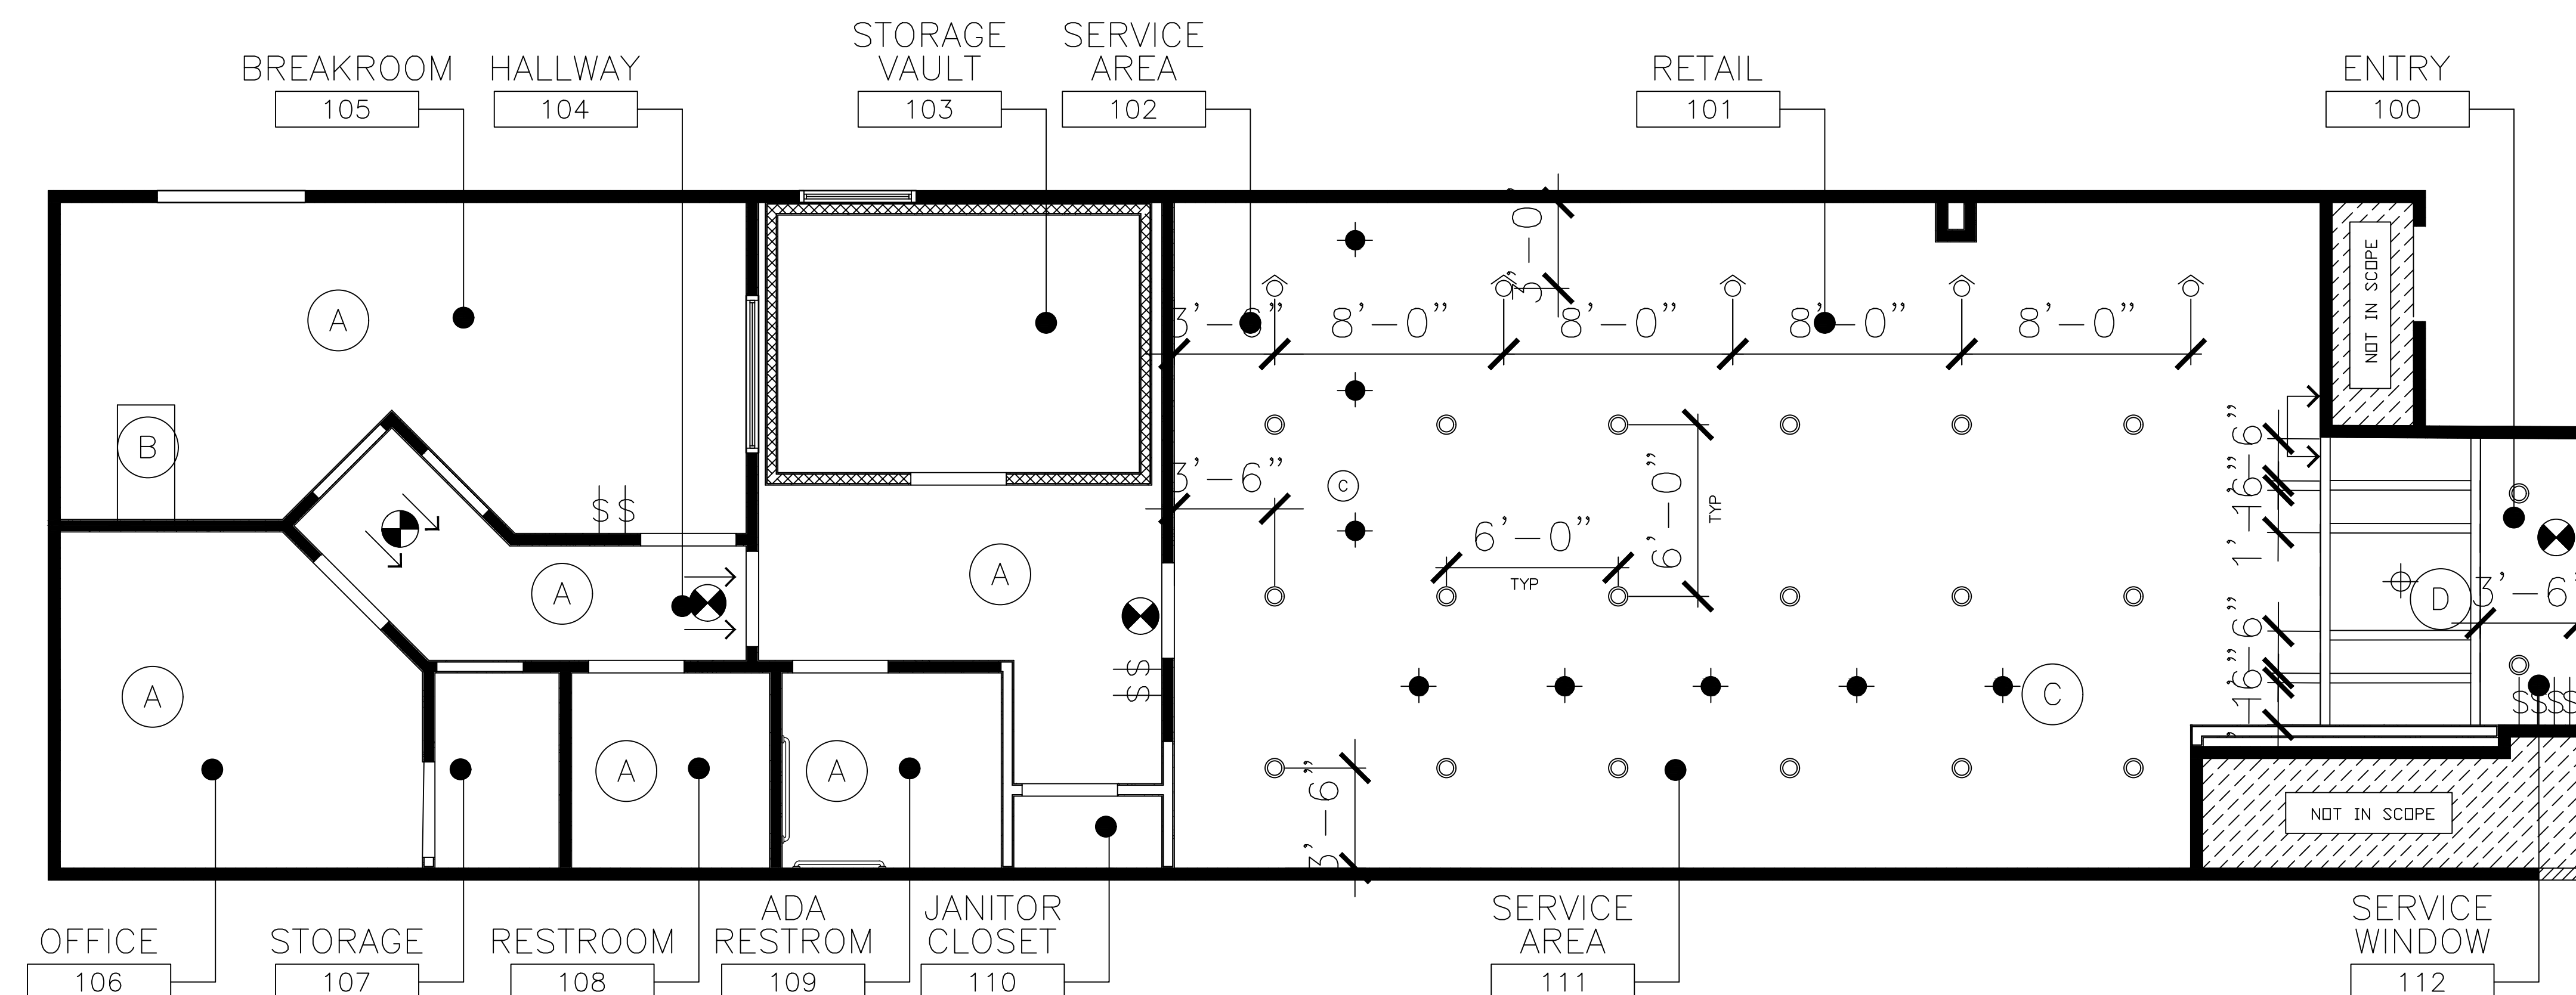 STORAGE
VAULT
SERVICE
AREA
BREAKROOM
HALLWAY
RETAIL
ENTRY
105
104
103
102
101
100
3'-0"
NOT IN SCOPE
A
3'-6"
8'-0"
8'-0"
8'-0"
8'-0"
B
3'-6"
C
6'-0"
TYP
6'-0"
TYP
1'-6"
1'-6"
SS
A
A
D
3'-6"
1'-6"
1'-6"
SS
A
C
SSSS
A
A
3'-6"
NOT IN SCOPE
OFFICE
106
STORAGE
107
RESTROOM
108
ADA
RESTROM
109
JANITOR
CLOSET
110
SERVICE
AREA
111
SERVICE
WINDOW
112